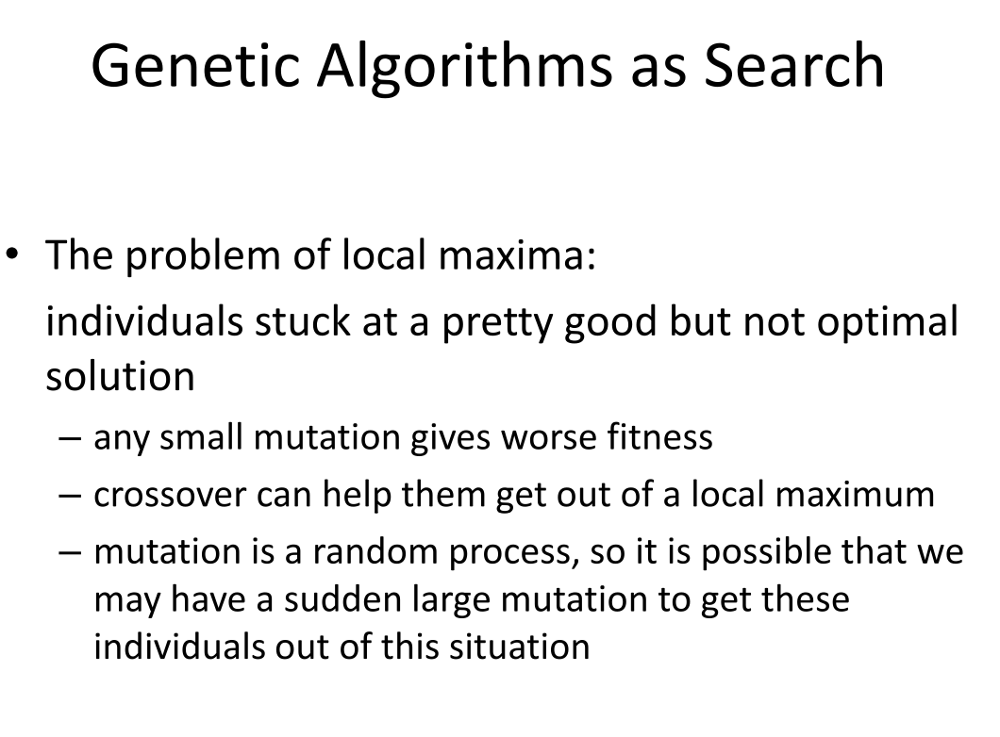 Genetic Algorithms as Search
• The problem of local maxima:
individuals stuck at a pretty good but not optimal
solution
– any small mutation gives worse fitness
– crossover can help them get out of a local maximum
– mutation is a random process, so it is possible that we
may have a sudden large mutation to get these
individuals out of this situation